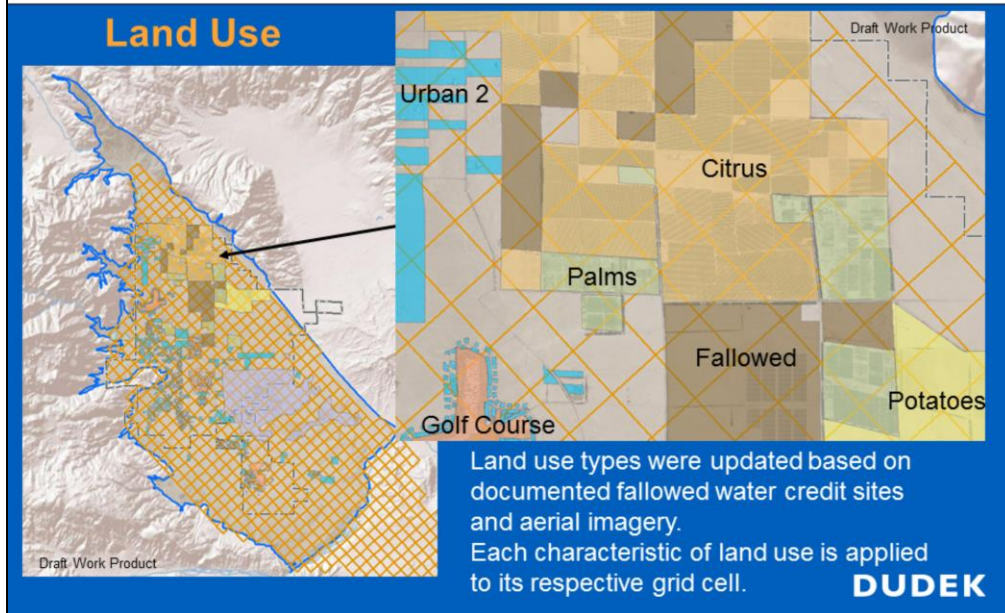 Land Use
Draft Work Product
Urban 2
Citrus
Palms
Fallowed
Potatoes
Golf Course
Draft Work Product
Land use types were updated based on
documented fallowed water credit sites
and aerial imagery.
Each characteristic of land use is applied
to its respective grid cell.
DUDEK